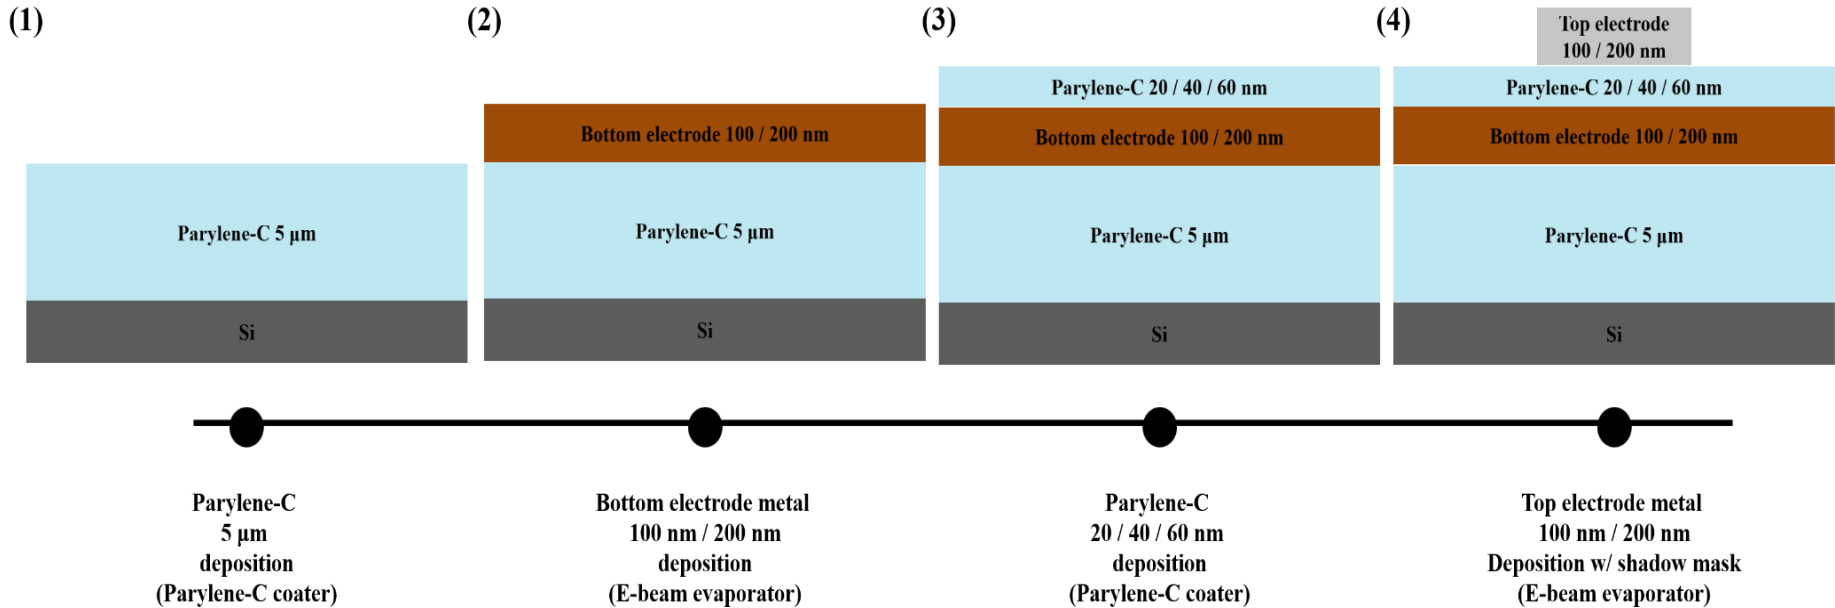 (1)
Parylene-C 5 µm
Si
Parylene-C
5 µm
deposition
(Parylene-C coater)
(2)
Bottom electrode 100 / 200 nm
Parylene-C 5 µm
Si
Bottom electrode metal
100 nm / 200 nm
deposition
(E-beam evaporator)
(3)
Parylene-C 20 / 40 / 60 nm
Bottom electrode 100 / 200 nm
Parylene-C 5 µm
Si
Parylene-C
20 / 40 / 60 nm
deposition
(Parylene-C coater)
(4)
Top electrode
100 / 200 nm
Parylene-C 20 / 40 / 60 nm
Bottom electrode 100 / 200 nm
Parylene-C 5 µm
Si
Top electrode metal
100 nm / 200 nm
Deposition w/ shadow mask
(E-beam evaporator)